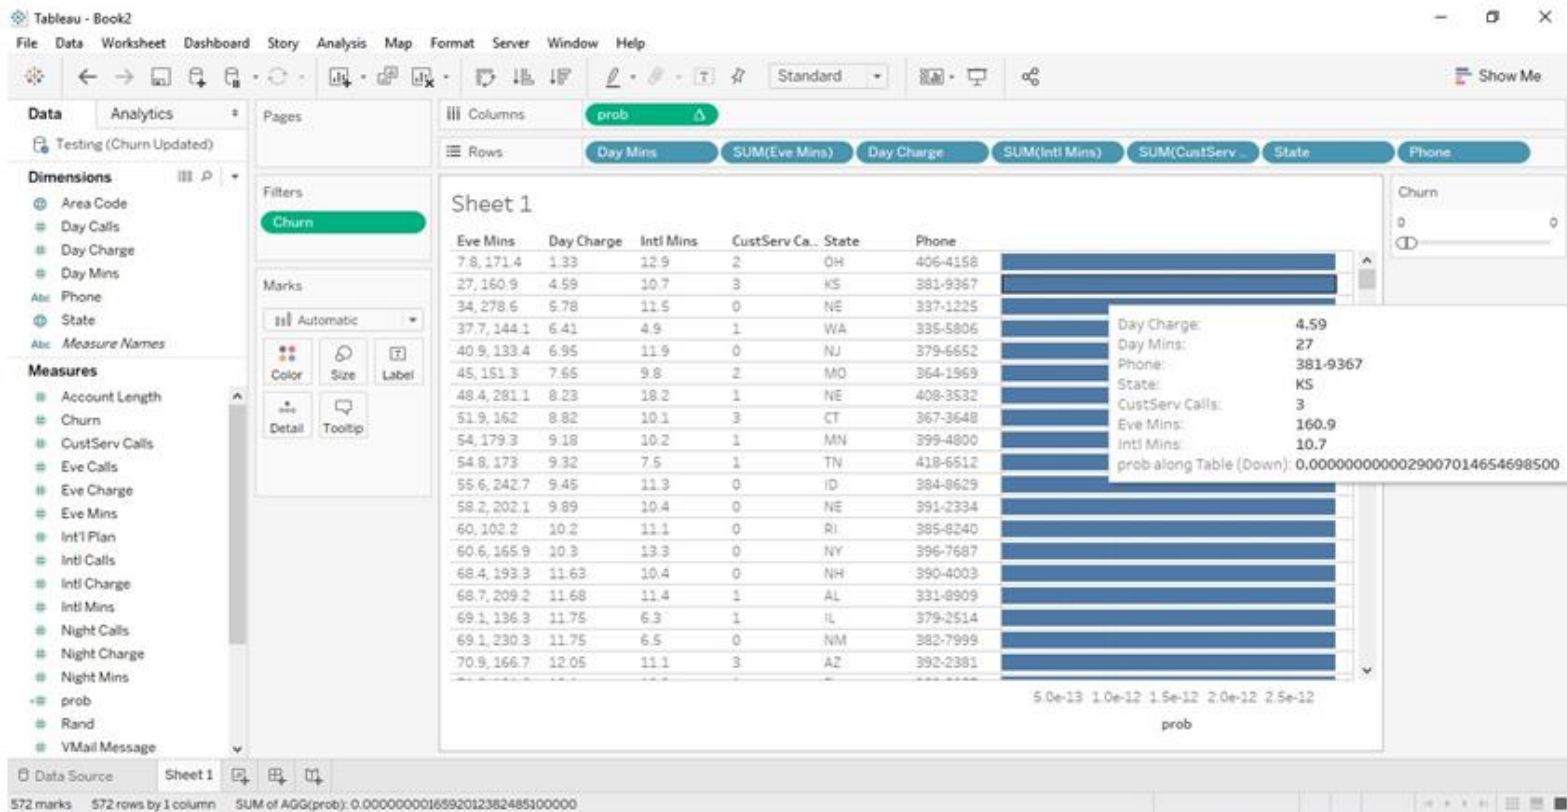 Tableau - Book2
File Data Worksheet Dashboard Story Analysis Map Format Server Window Help
Standard
Show Me
Data Analytics
Testing (Churn Updated)
Dimensions
Area Code
Day Calls
Day Charge
Day Mins
Abc Phone
State
Abc Measure Names
Measures
Account Length
Churn
CustServ Calls
Eve Calls
Eve Charge
Eve Mins
Int'l Plan
Intl Calls
Intl Charge
Intl Mins
Night Calls
Night Charge
Night Mins
prob
Rand
VMail Message
Pages
Filters
Churn
Marks
Automatic
Color Size Label
Detail Tooltip
Columns prob
Rows Day Mins SUM(Eve Mins) Day Charge SUM(Intl Mins) SUM(CustServ .. State Phone
Sheet 1
Eve Mins Day Charge Intl Mins CustServ Ca.. State Phone
7.8, 171.4 1.33 12.9 2 OH 406-4158
27, 160.9 4.59 10.7 3 KS 381-9367
34, 278.6 5.78 11.5 0 NE 337-1225
37.7, 144.1 6.41 4.9 1 WA 335-5806
40.9, 133.4 6.95 11.9 0 NJ 379-6652
45, 151.3 7.65 9.8 2 MO 364-1969
48.4, 281.1 8.23 18.2 1 NE 408-3532
51.9, 162 8.82 10.1 3 CT 367-3648
54, 179.3 9.18 10.2 1 MN 399-4800
54.8, 173 9.32 7.5 1 TN 418-6512
55.6, 242.7 9.45 11.3 0 ID 384-8629
58.2, 202.1 9.89 10.4 0 NE 391-2334
60, 102.2 10.2 11.1 0 RI 385-8240
60.6, 165.9 10.3 13.3 0 NY 396-7687
68.4, 193.3 11.63 10.4 0 NH 390-4003
68.7, 209.2 11.68 11.4 1 AL 331-8909
69.1, 136.3 11.75 6.3 1 IL 379-2514
69.1, 230.3 11.75 6.5 0 NM 382-7999
70.9, 166.7 12.05 11.1 3 AZ 392-2381
5.0e-13 1.0e-12 1.5e-12 2.0e-12 2.5e-12
prob
Day Charge: 4.59
Day Mins: 27
Phone: 381-9367
State: KS
CustServ Calls: 3
Eve Mins: 160.9
Intl Mins: 10.7
prob along Table (Down): 0.0000000000029007014654698500
Churn
0 0
Data Source Sheet 1
572 marks 572 rows by 1 column SUM of AGG(prob): 0.0000000016592012382485100000